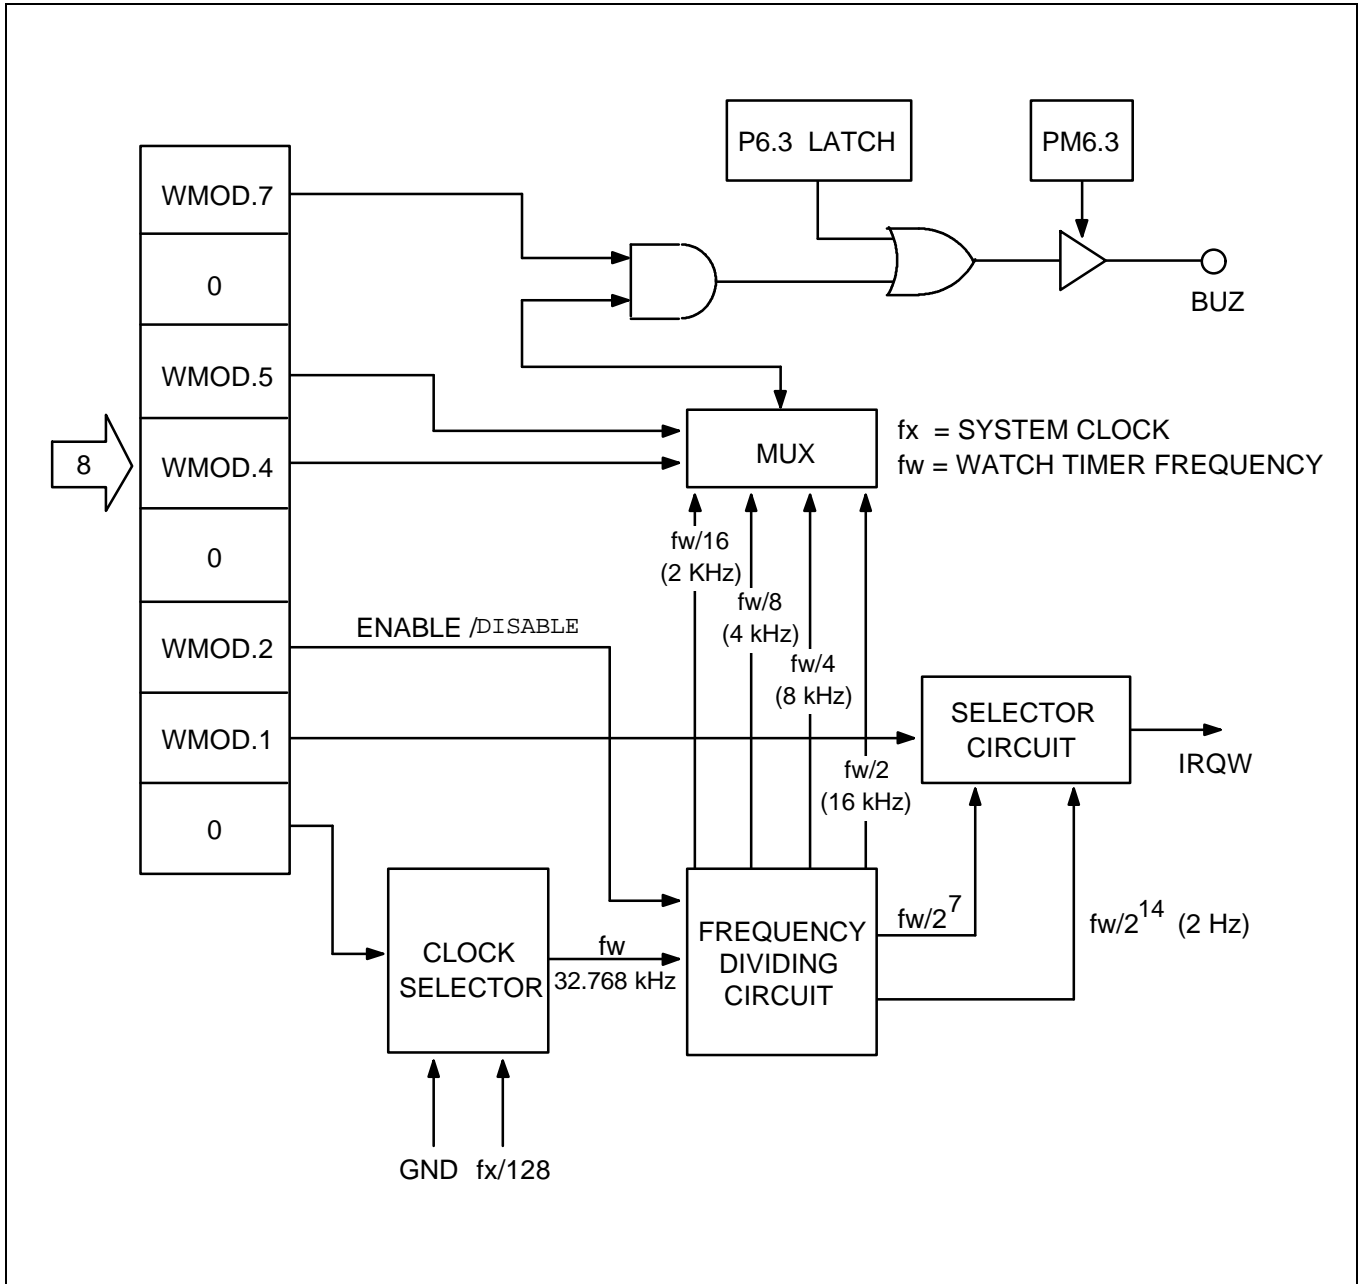 P6.3 LATCH
PM6.3
WMOD.7
0
BUZ
WMOD.5
8
WMOD.4
MUX
fx = SYSTEM CLOCK
fw = WATCH TIMER FREQUENCY
0
fw/16
(2 KHz)
fw/8
(4 kHz)
fw/4
(8 kHz)
fw/2
(16 kHz)
ENABLE /DISABLE
WMOD.2
WMOD.1
SELECTOR
CIRCUIT
IRQW
0
CLOCK
SELECTOR
fw
32.768 kHz
FREQUENCY
DIVIDING
CIRCUIT
fw/2^7
fw/2^14 (2 Hz)
GND fx/128